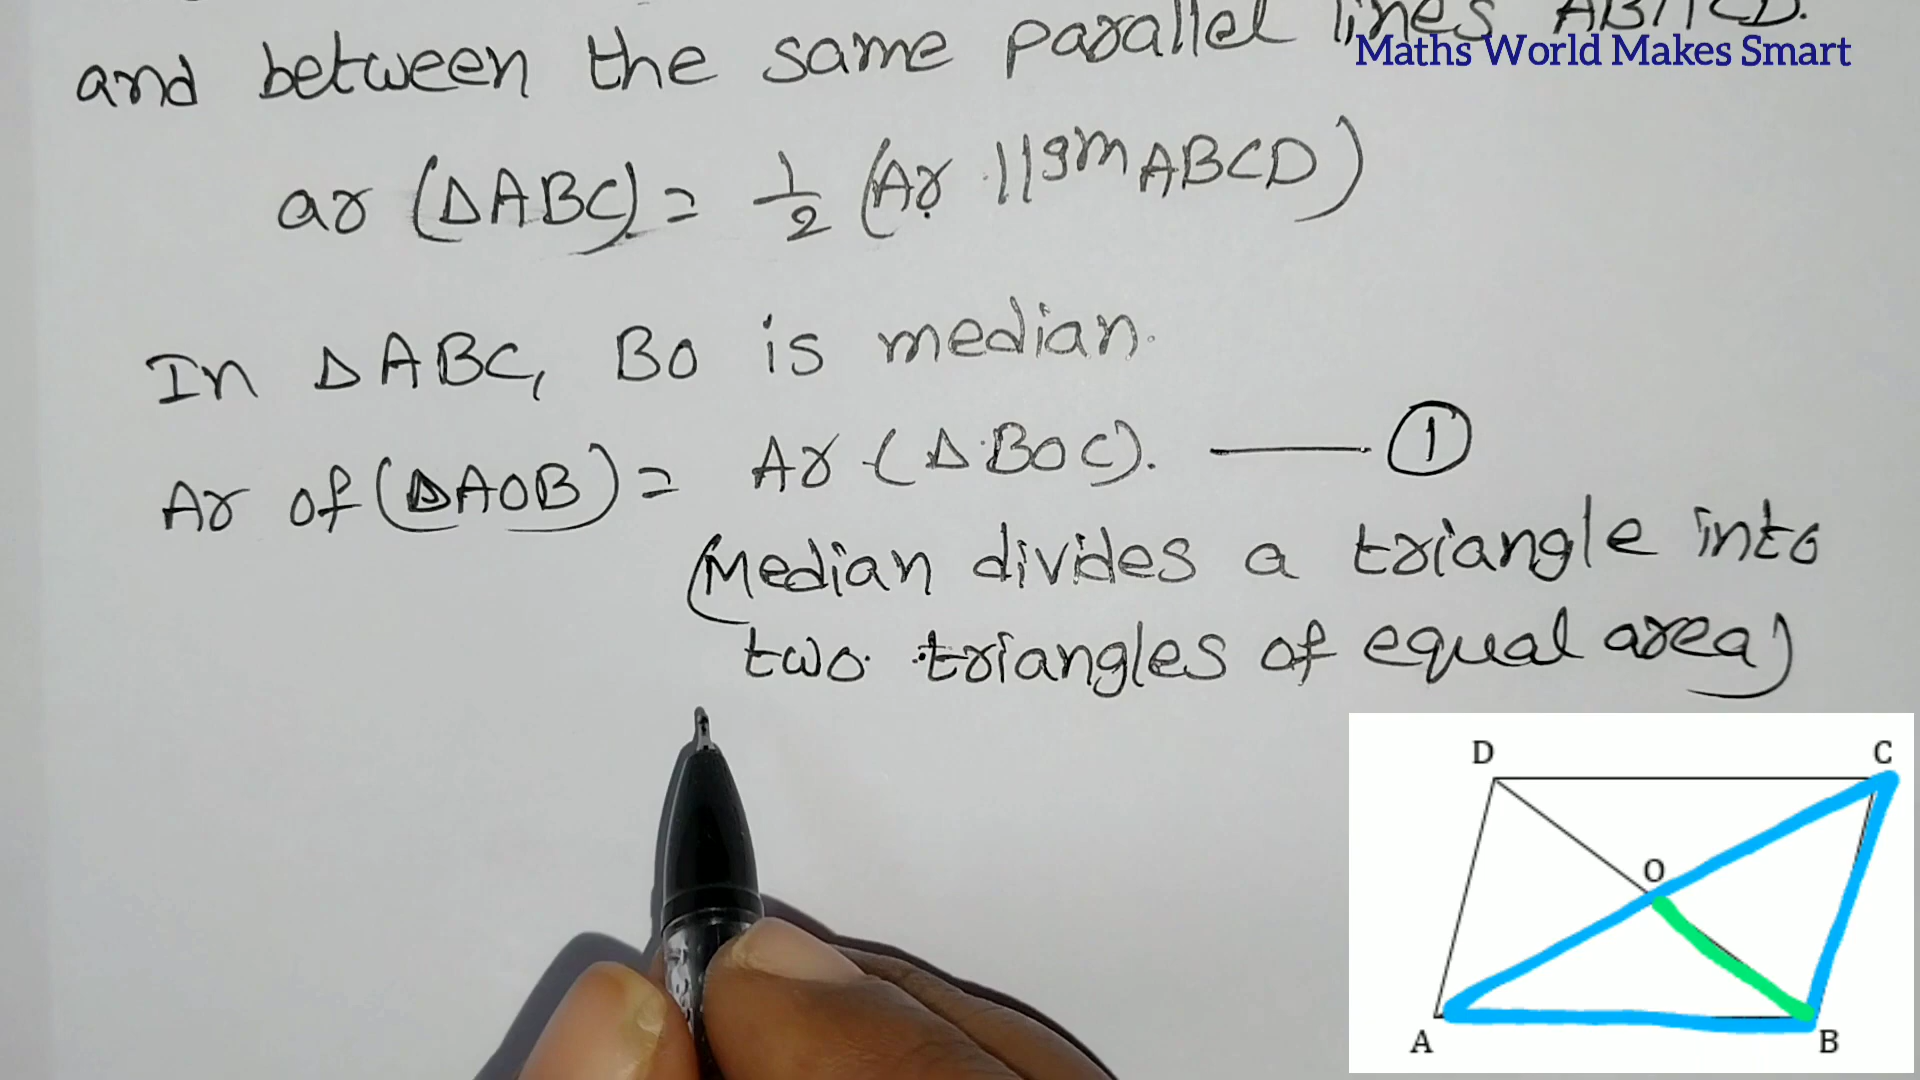 and between the same parallel lines AB||CD.
Maths World Makes Smart
ar (∆ABC) = 1/2 (Ar ||gm ABCD)
In ∆ABC, BO is median.
Ar of (∆AOB) = Ar (∆BOC). —— ①
(Median divides a triangle into
two triangles of equal area)
D C
O
A B